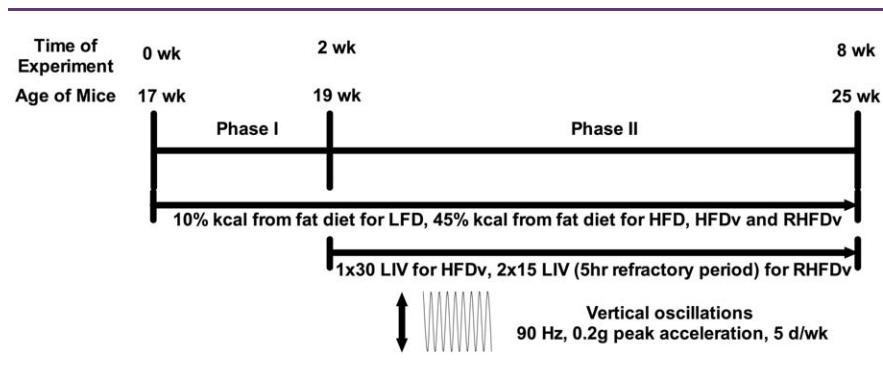 Time of
Experiment
0 wk 2 wk 8 wk
Age of Mice 17 wk 19 wk 25 wk
Phase I Phase II
10% kcal from fat diet for LFD, 45% kcal from fat diet for HFD, HFDv and RHFDv
1x30 LIV for HFDv, 2x15 LIV (5hr refractory period) for RHFDv
Vertical oscillations
90 Hz, 0.2g peak acceleration, 5 d/wk